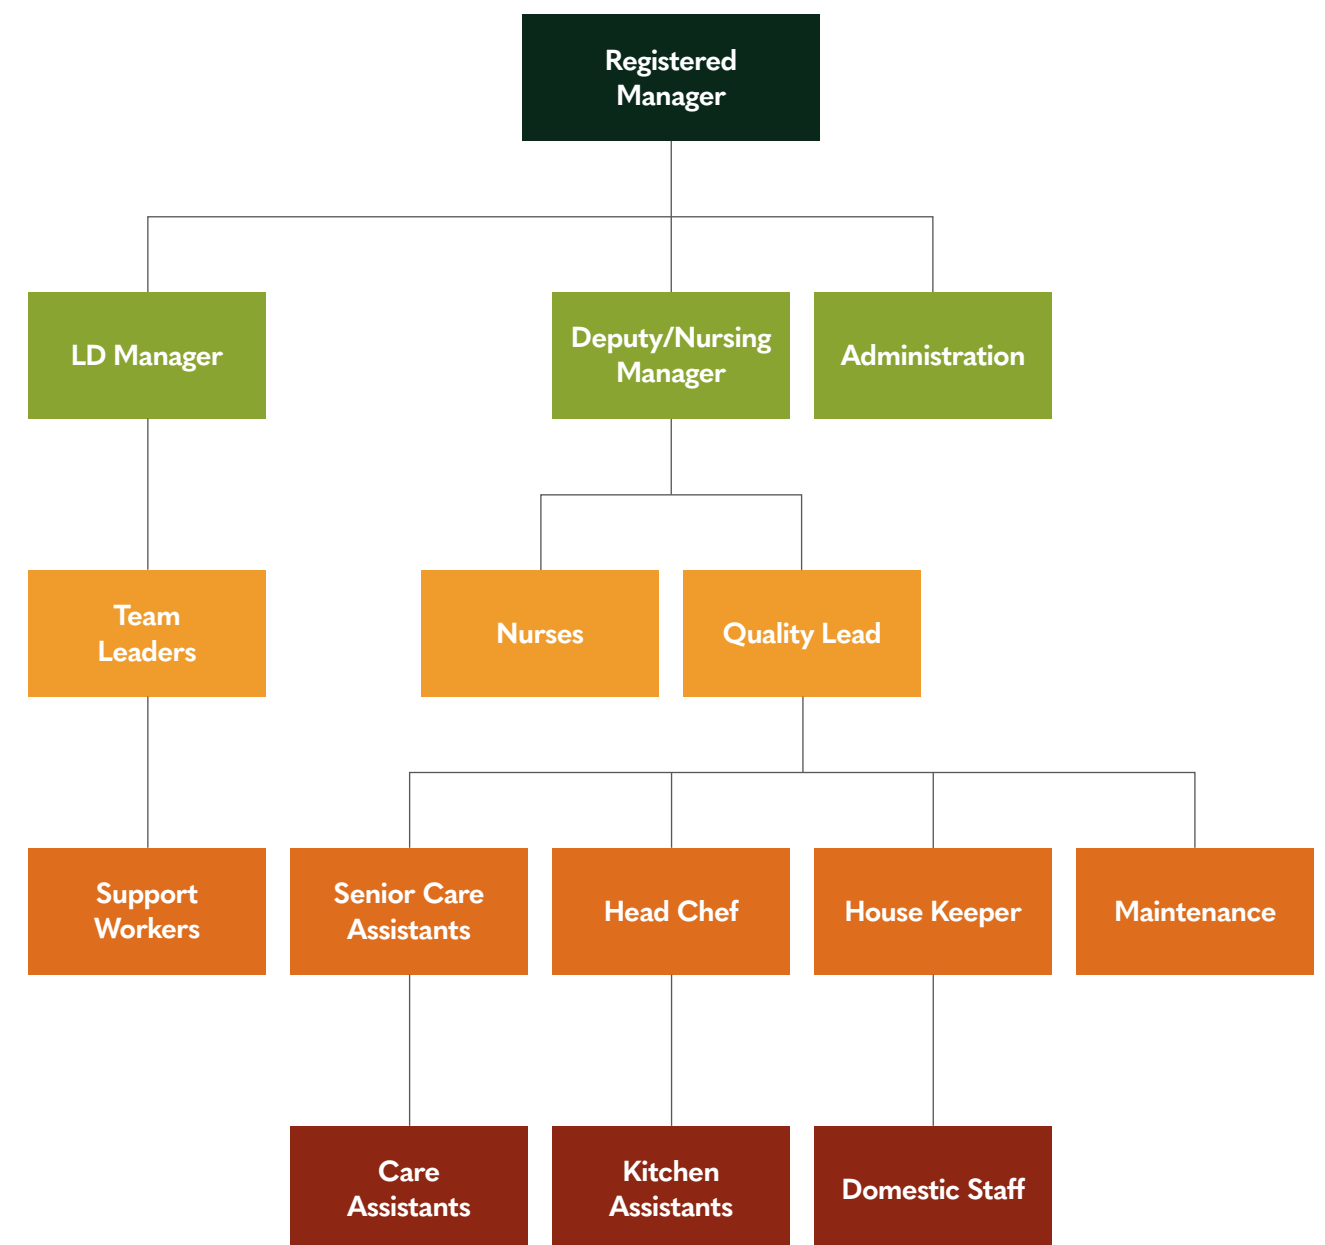 Registered
Manager
LD Manager
Deputy/Nursing
Manager
Administration
Team
Leaders
Nurses
Quality Lead
Support
Workers
Senior Care
Assistants
Head Chef
House Keeper
Maintenance
Care
Assistants
Kitchen
Assistants
Domestic Staff